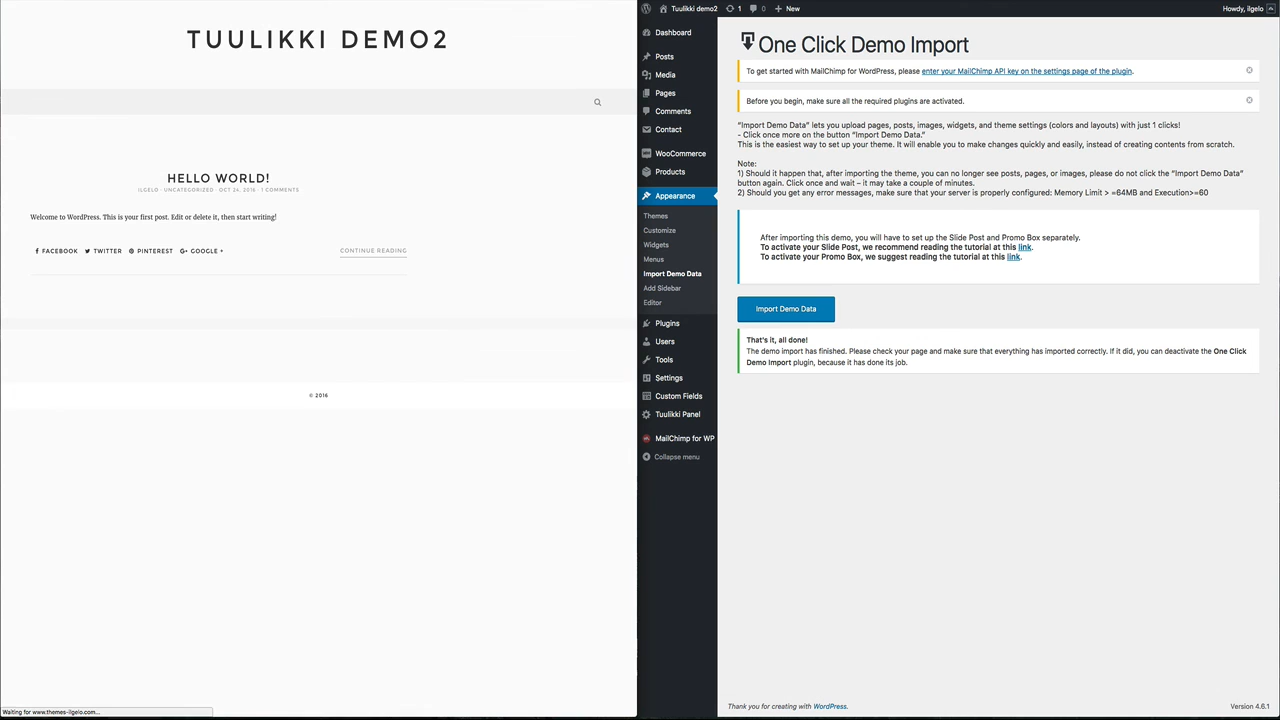 TUULIKKI DEMO2
HELLO WORLD!
ILGELO · UNCATEGORIZED · OCT 24, 2016 · 1 COMMENTS
Welcome to WordPress. This is your first post. Edit or delete it, then start writing!
FACEBOOK TWITTER PINTEREST GOOGLE + CONTINUE READING
© 2016
Waiting for www.themes-ilgelo.com...
Tuulikki demo2 1 0 New Howdy, ilgelo
Dashboard
Posts
Media
Pages
Comments
Contact
WooCommerce
Products
Appearance
Themes
Customize
Widgets
Menus
Import Demo Data
Add Sidebar
Editor
Plugins
Users
Tools
Settings
Custom Fields
Tuulikki Panel
MailChimp for WP
Collapse menu
One Click Demo Import
To get started with MailChimp for WordPress, please enter your MailChimp API key on the settings page of the plugin.
Before you begin, make sure all the required plugins are activated.
“Import Demo Data” lets you upload pages, posts, images, widgets, and theme settings (colors and layouts) with just 1 clicks!
- Click once more on the button “Import Demo Data.”
This is the easiest way to set up your theme. It will enable you to make changes quickly and easily, instead of creating contents from scratch.
Note:
1) Should it happen that, after importing the theme, you can no longer see posts, pages, or images, please do not click the “Import Demo Data”
button again. Click once and wait – it may take a couple of minutes.
2) Should you get any error messages, make sure that your server is properly configured: Memory Limit > =64MB and Execution>=60
After importing this demo, you will have to set up the Slide Post and Promo Box separately.
To activate your Slide Post, we recommend reading the tutorial at this link.
To activate your Promo Box, we suggest reading the tutorial at this link.
Import Demo Data
That's it, all done!
The demo import has finished. Please check your page and make sure that everything has imported correctly. If it did, you can deactivate the One Click
Demo Import plugin, because it has done its job.
Thank you for creating with WordPress. Version 4.6.1